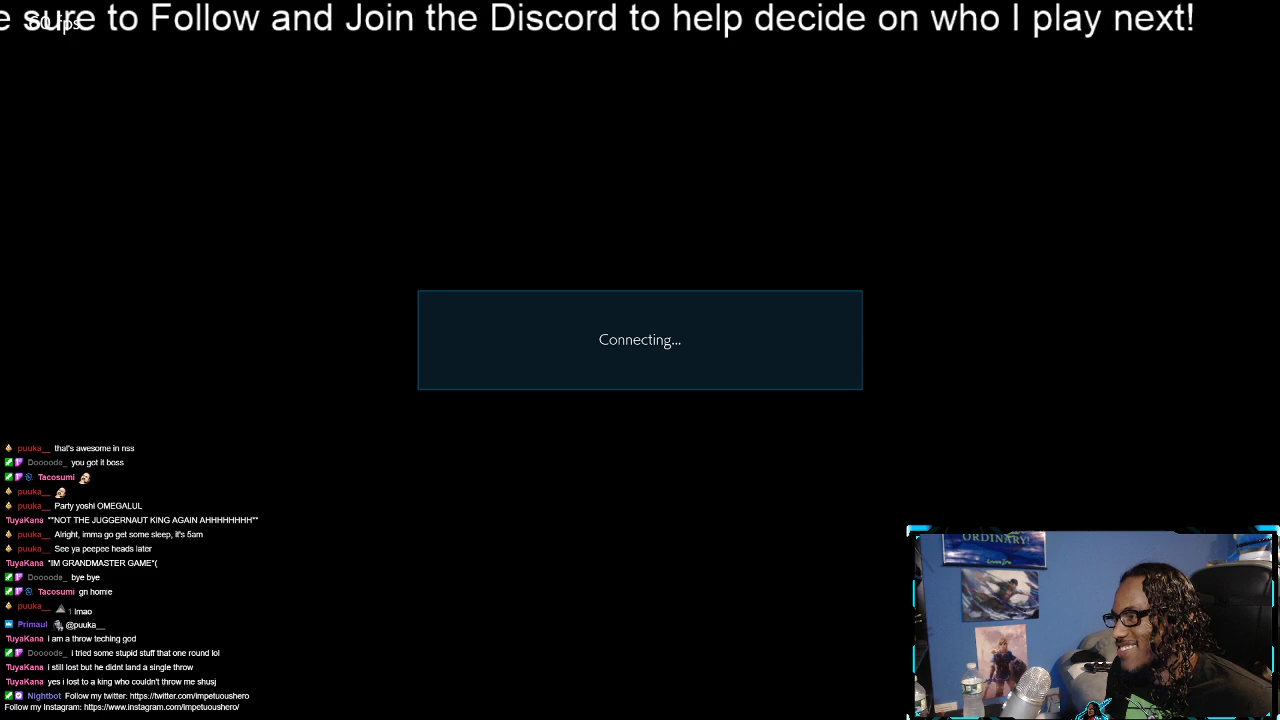 e sure to Follow and Join the Discord to help decide on who I play next!
60 fps
Connecting...
puuka__ that's awesome in nss
Doooode_ you got it boss
Tacosumi
puuka__
puuka__ Party yoshi OMEGALUL
TuyaKana **NOT THE JUGGERNAUT KING AGAIN AHHHHHHHH**
puuka__ Alright, imma go get some sleep, it's 5am
puuka__ See ya peepee heads later
TuyaKana *IM GRANDMASTER GAME*(
Doooode_ bye bye
Tacosumi gn homie
puuka__ 1 lmao
Primaul @puuka__
TuyaKana I am a throw teching god
Doooode_ i tried some stupid stuff that one round lol
TuyaKana i still lost but he didnt land a single throw
TuyaKana yes i lost to a king who couldn't throw me shusj
Nightbot Follow my twitter: https://twitter.com/impetuoushero/
Follow my Instagram: https://www.instagram.com/impetuoushero/
ORDINARY!